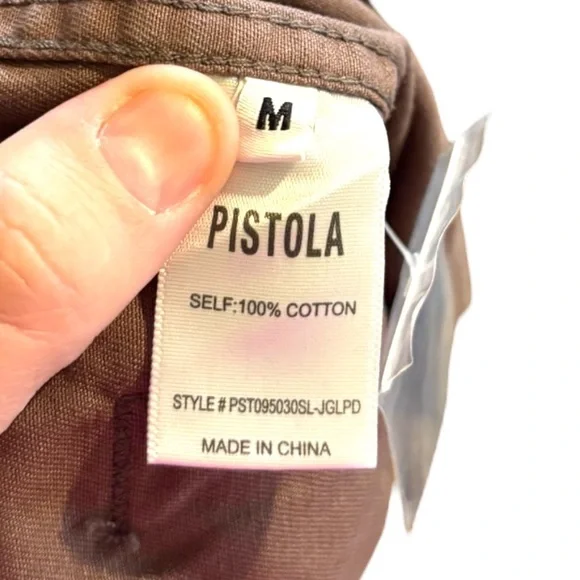 M
PISTOLA
SELF:100% COTTON
STYLE # PST095030SL-JGLPD
MADE IN CHINA